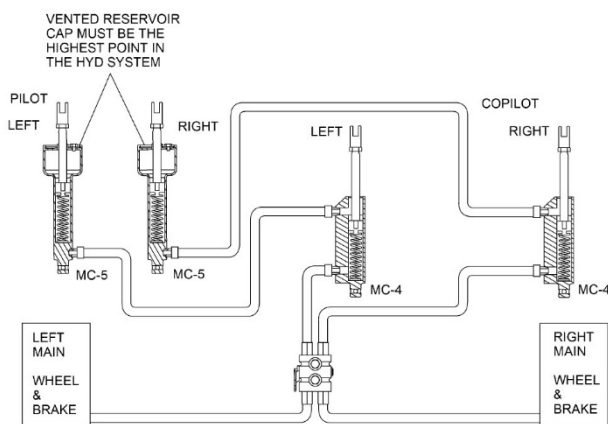 VENTED RESERVOIR
CAP MUST BE THE
HIGHEST POINT IN
THE HYD SYSTEM
PILOT
LEFT
RIGHT
COPILOT
LEFT
RIGHT
MC-5
MC-5
MC-4
MC-4
LEFT
MAIN
WHEEL
&
BRAKE
RIGHT
MAIN
WHEEL
&
BRAKE